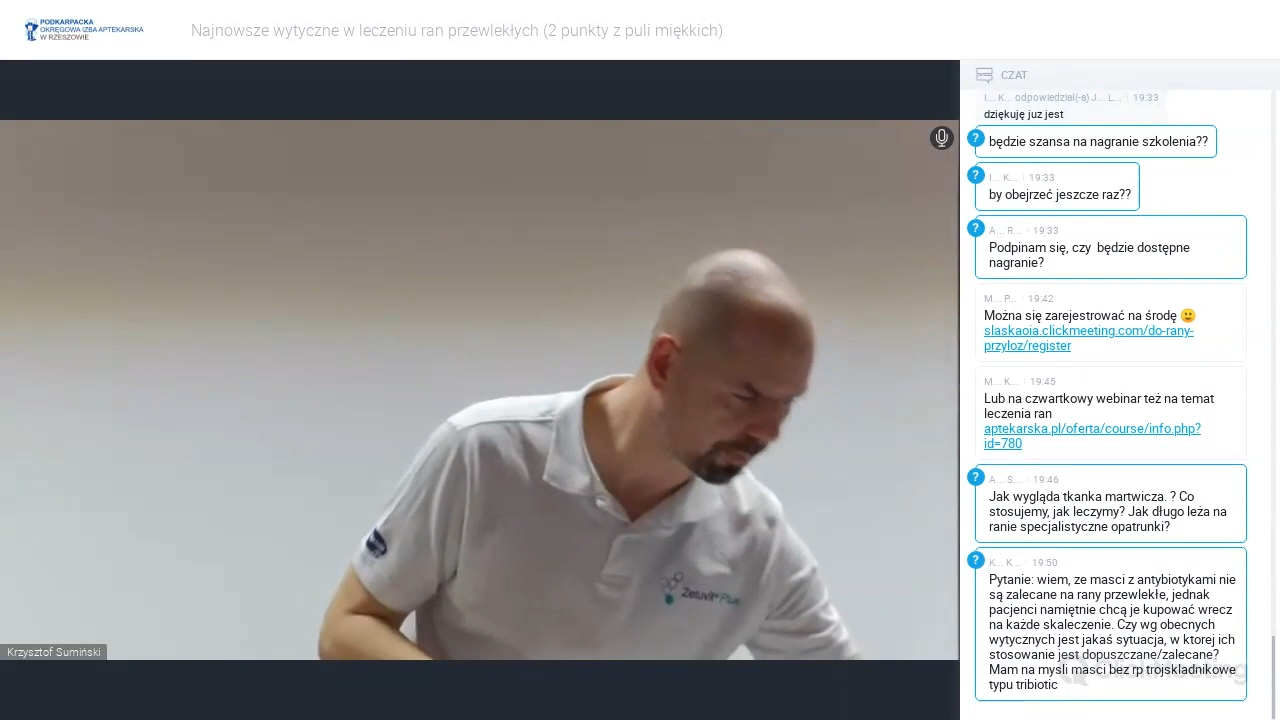 PODKARPACKA
OKRĘGOWA IZBA APTEKARSKA
W RZESZOWIE
Najnowsze wytyczne w leczeniu ran przewlekłych (2 punkty z puli miękkich)
CZAT
I... K... odpowiedział(-a) J... L... 19:33
dziękuję juz jest
będzie szansa na nagranie szkolenia??
I... K... 19:33
by obejrzeć jeszcze raz??
A... R... 19:33
Podpinam się, czy będzie dostępne
nagranie?
M... P... 19:42
Można się zarejestrować na środę 🙂
slaskaoia.clickmeeting.com/do-rany-
przyloz/register
M... K... 19:45
Lub na czwartkowy webinar też na temat
leczenia ran
aptekarska.pl/oferta/course/info.php?
id=780
A... S... 19:46
Jak wygląda tkanka martwicza. ? Co
stosujemy, jak leczymy? Jak długo leża na
ranie specjalistyczne opatrunki?
K... K... 19:50
Pytanie: wiem, ze masci z antybiotykami nie
są zalecane na rany przewlekłe, jednak
pacjenci namiętnie chcą je kupować wrecz
na każde skaleczenie. Czy wg obecnych
wytycznych jest jakaś sytuacja, w ktorej ich
stosowanie jest dopuszczane/zalecane?
Mam na mysli masci bez rp trojskladnikowe
typu tribiotic
ClickMeeting
Zetuvit® Plus
Krzysztof Sumiński